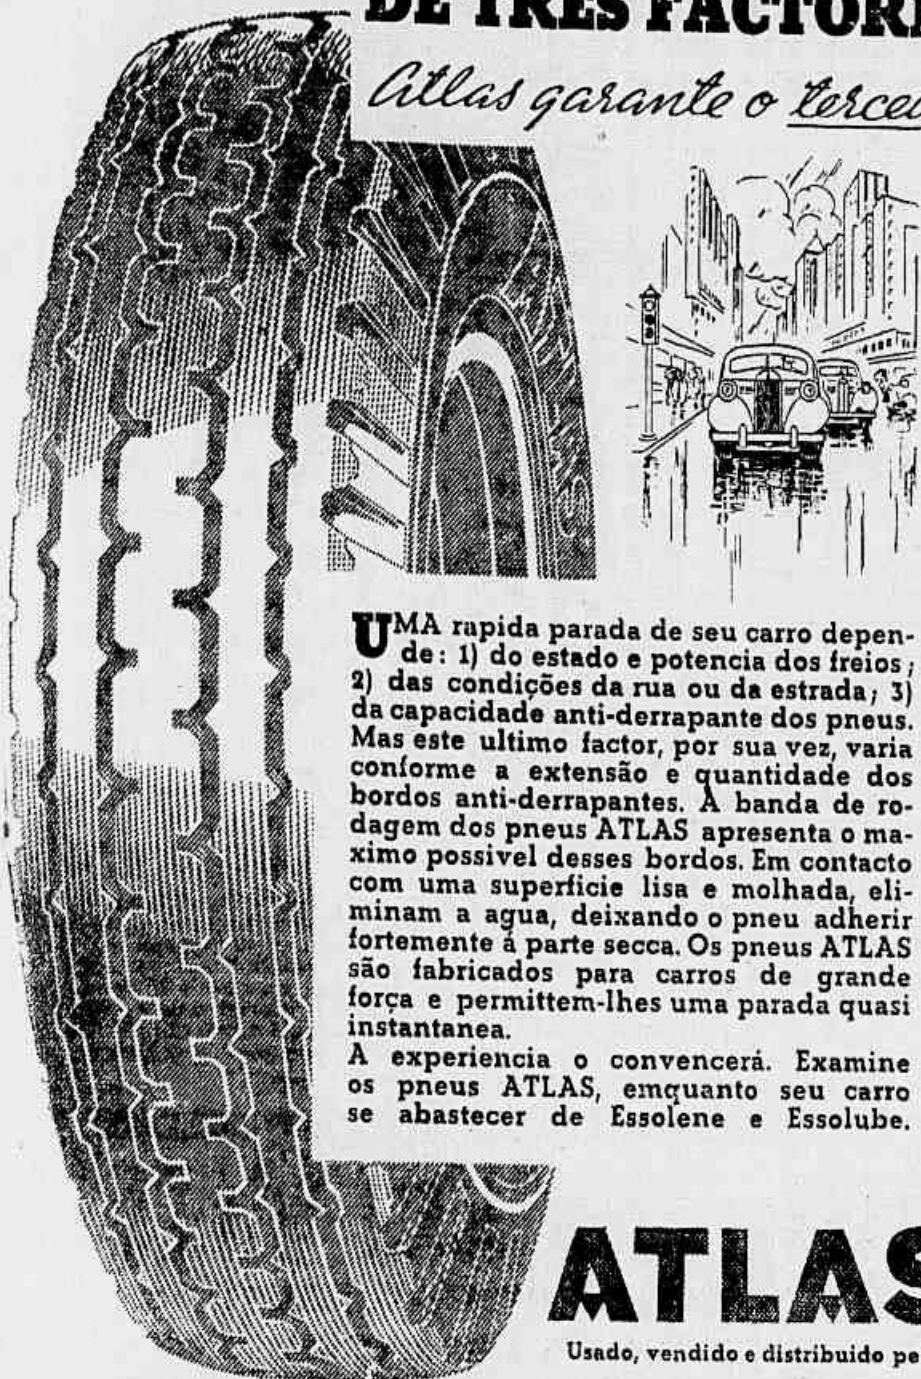 DE TRES FACTOR
Atlas garante o
UMA rapida parada de seu carro depen-
de: 1) do estado e potencia dos freios;
2) das condições da rua ou da estrada; 3)
da capacidade anti-derrapante dos pneus.
Mas este ultimo factor, por sua vez, varia
conforme a extensão e quantidade dos
bordos anti-derrapantes. A banda de ro-
dagem dos pneus ATLAS apresenta o ma-
ximo possivel desses bordos. Em contacto
com uma superficie lisa e molhada, eli-
minam a agua, deixando o pneu adherir
fortemente á parte secca. Os pneus ATLAS
são fabricados para carros de grande
força e permittem-lhes uma parada quasi
instantanea.
A experiencia o convencerá. Examine
os pneus ATLAS, emquanto seu carro
se abastecer de Essolene e Essolube.
ATLAS
Usado, vendido e distribuido pe